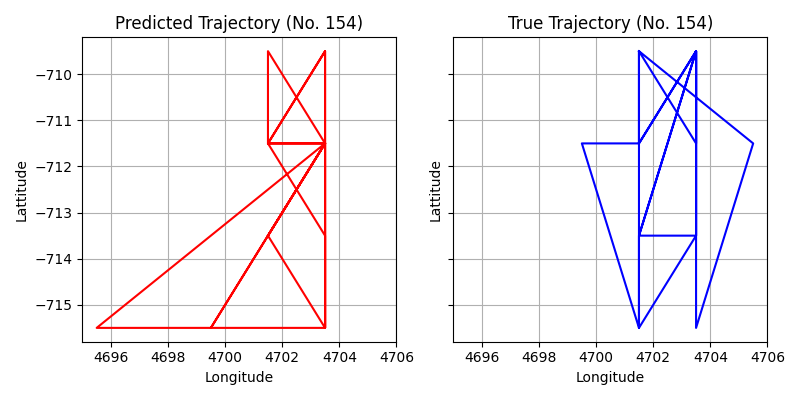 Predicted Trajectory (No. 154)
True Trajectory (No. 154)
−710
−711
−712
−713
−714
−715
Lattitude
Lattitude
4696 4698 4700 4702 4704 4706
4696 4698 4700 4702 4704 4706
Longitude
Longitude